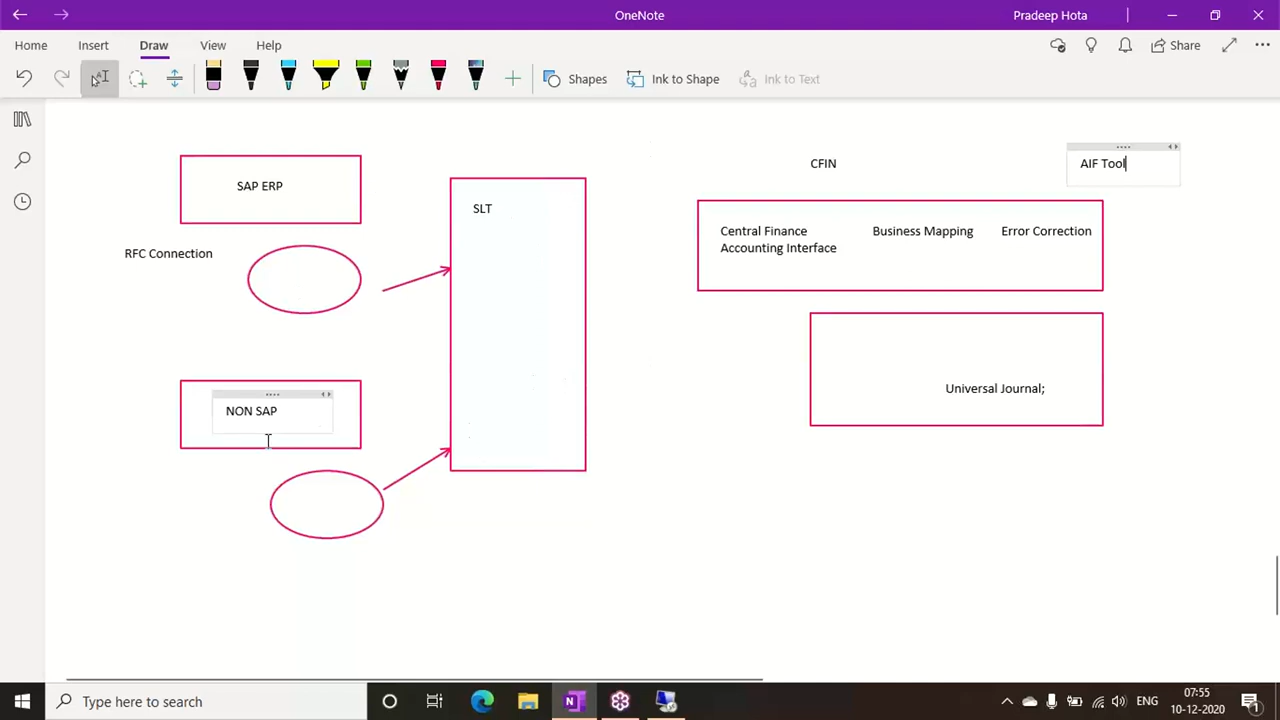 OneNote
Pradeep Hota
Home
Insert
Draw
View
Help
Share
Shapes
Ink to Shape
Ink to Text
CFIN
AIF Tool
SAP ERP
SLT
Central Finance
Accounting Interface
Business Mapping
Error Correction
RFC Connection
Universal Journal;
NON SAP
Type here to search
ENG
07:55
10-12-2020